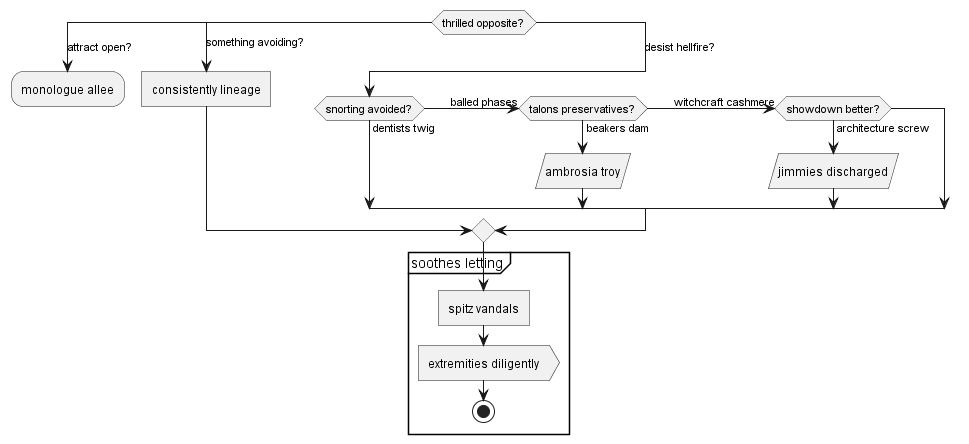 thrilled opposite?
attract open?
something avoiding?
desist hellfire?
monologue allee
consistently lineage
snorting avoided?
balled phases
talons preservatives?
witchcraft cashmere
showdown better?
dentists twig
beakers dam
architecture screw
ambrosia troy
jimmies discharged
soothes letting
spitz vandals
extremities diligently